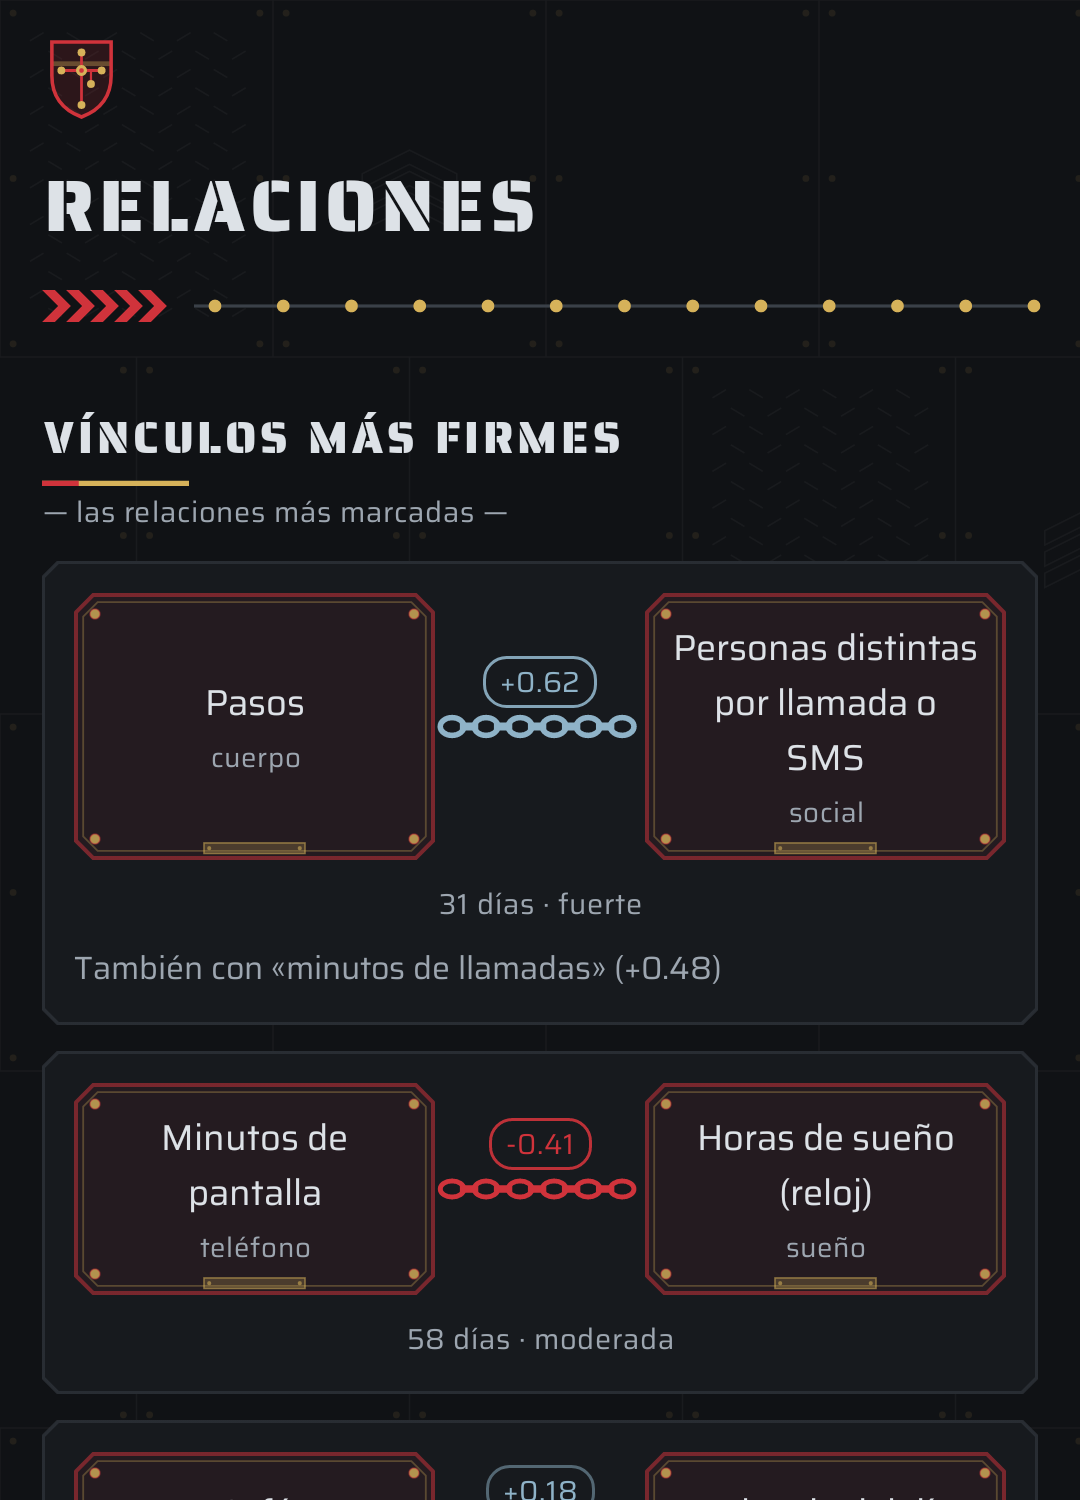 RELACIONES
VÍNCULOS MÁS FIRMES
— las relaciones más marcadas —
Pasos
cuerpo
+0.62
Personas distintas
por llamada o
SMS
social
31 días · fuerte
También con «minutos de llamadas» (+0.48)
Minutos de
pantalla
teléfono
-0.41
Horas de sueño
(reloj)
sueño
58 días · moderada
+0.18